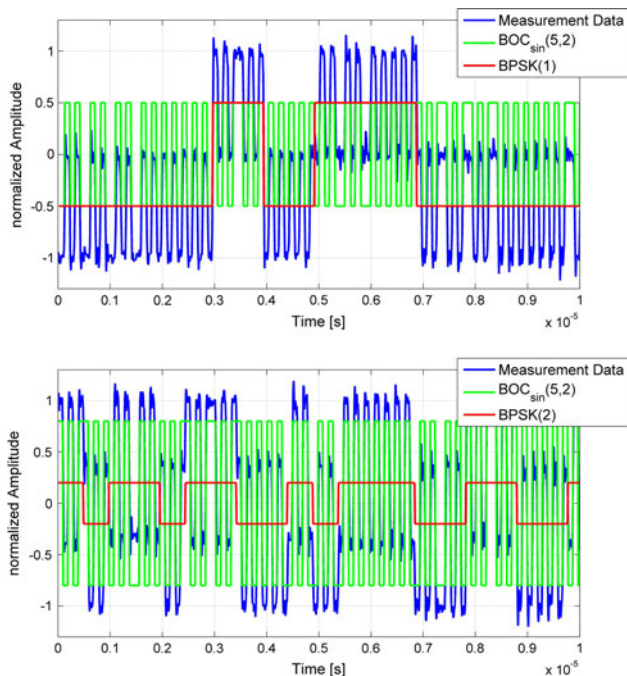 Measurement Data
BOCsin(5,2)
BPSK(1)
normalized Amplitude
1
0.5
0
-0.5
-1
0 0.1 0.2 0.3 0.4 0.5 0.6 0.7 0.8 0.9 1
Time [s]
x 10-5
Measurement Data
BOCsin(5,2)
BPSK(2)
normalized Amplitude
1
0.5
0
-0.5
-1
0 0.1 0.2 0.3 0.4 0.5 0.6 0.7 0.8 0.9 1
Time [s]
x 10-5